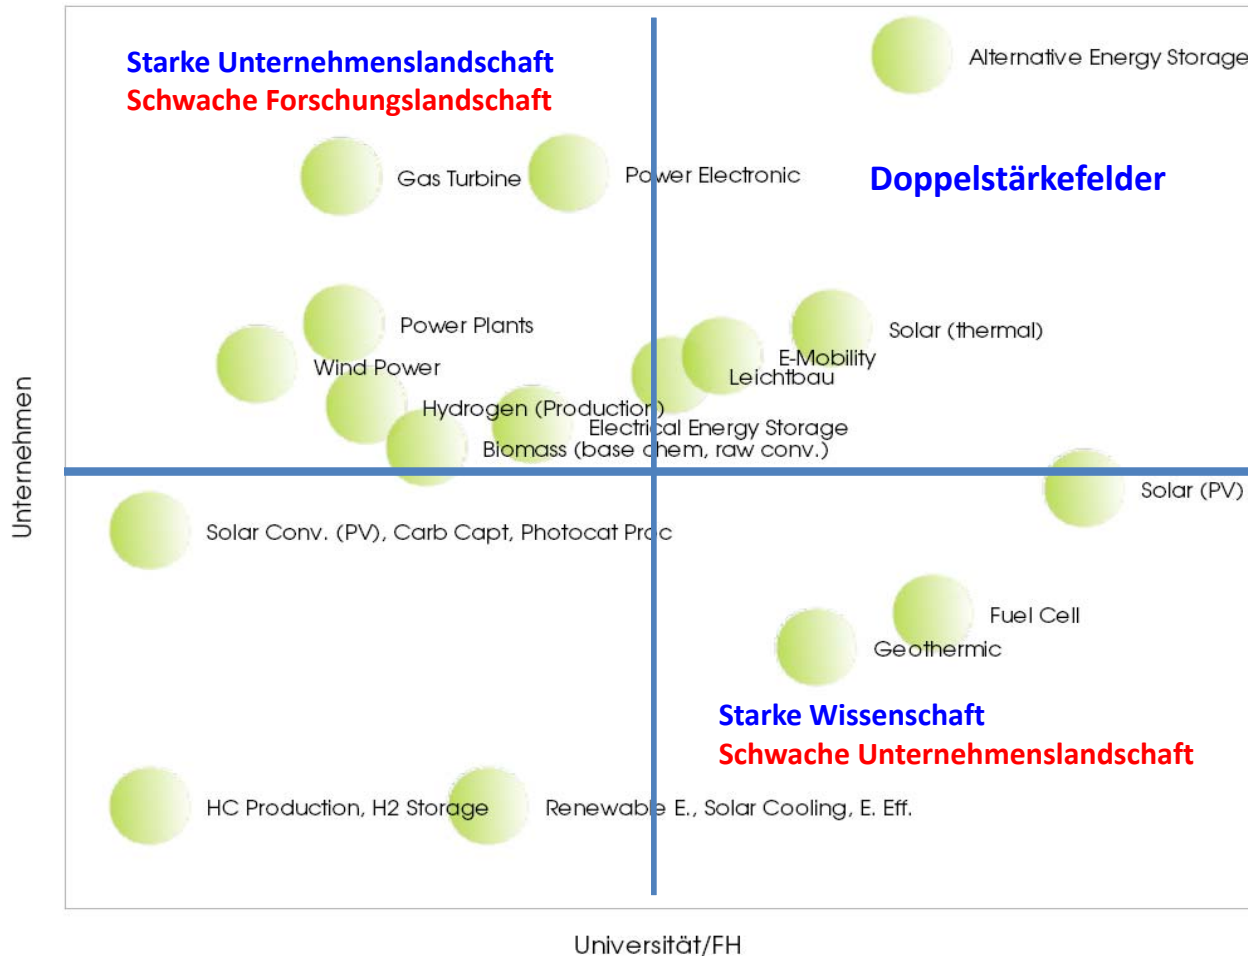 Starke Unternehmenslandschaft
Schwache Forschungslandschaft
Alternative Energy Storage
Gas Turbine
Power Electronic
Doppelstärkefelder
Power Plants
Solar (thermal)
Wind Power
E-Mobility
Leichtbau
Hydrogen (Production)
Electrical Energy Storage
Biomass (base chem, raw conv.)
Unternehmen
Solar (PV)
Solar Conv. (PV), Carb Capt, Photocat Proc
Fuel Cell
Geothermic
Starke Wissenschaft
Schwache Unternehmenslandschaft
HC Production, H2 Storage
Renewable E., Solar Cooling, E. Eff.
Universität/FH